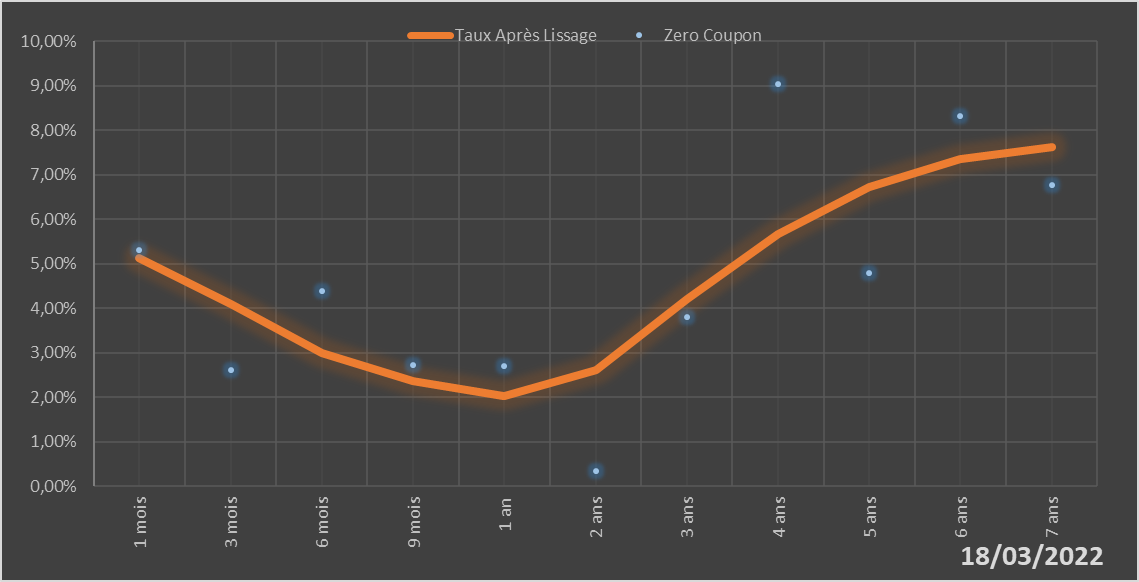 Taux Après Lissage
Zero Coupon
10,00%
9,00%
8,00%
7,00%
6,00%
5,00%
4,00%
3,00%
2,00%
1,00%
0,00%
1 mois
3 mois
6 mois
9 mois
1 an
2 ans
3 ans
4 ans
5 ans
6 ans
7 ans
18/03/2022